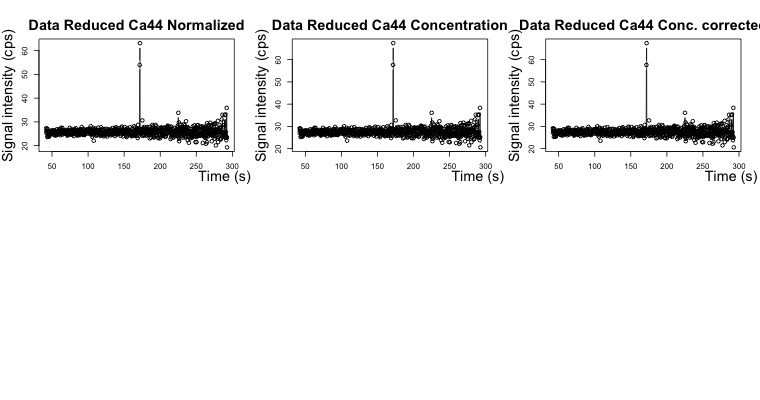 Data Reduced Ca44 Normalized
Signal intensity (cps)
60
50
40
30
20
50 100 150 200 250 300
Time (s)
Data Reduced Ca44 Concentration
Signal intensity (cps)
60
50
40
30
20
50 100 150 200 250 300
Time (s)
Data Reduced Ca44 Conc. corrected
Signal intensity (cps)
60
50
40
30
20
50 100 150 200 250 300
Time (s)